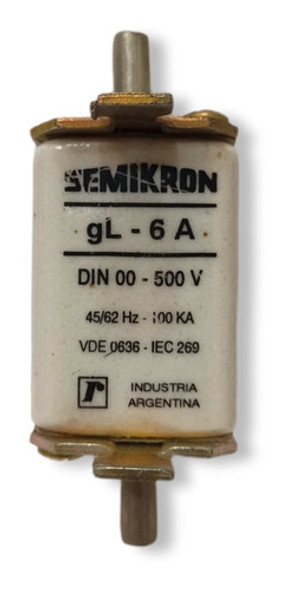 SEMIKRON
gL - 6 A
DIN 00 - 500 V
45/62 Hz - 100 KA
VDE 0636 - IEC 269
r INDUSTRIA
ARGENTINA